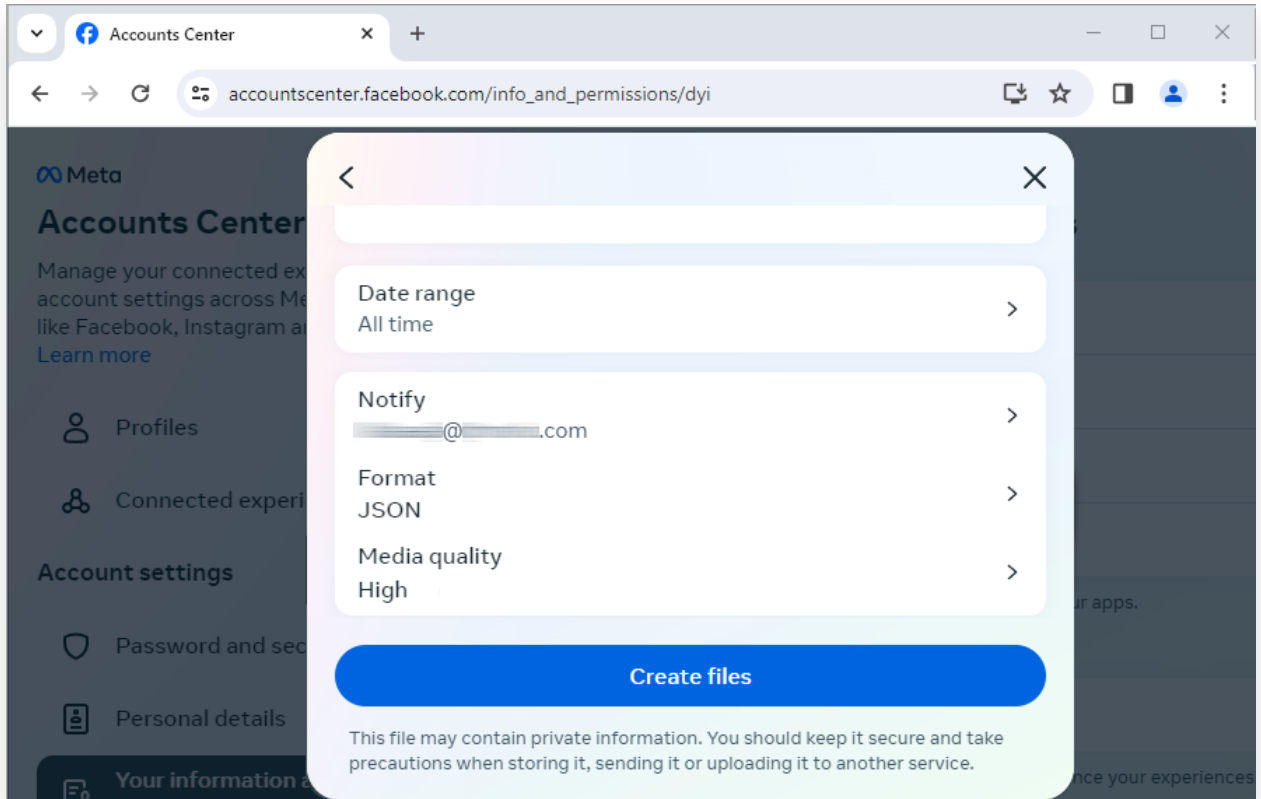 Accounts Center
accountscenter.facebook.com/info_and_permissions/dyi
Meta
Accounts Center
Manage your connected ex
account settings across Me
like Facebook, Instagram a
Learn more
Profiles
Connected experi
Account settings
Password and sec
Personal details
Your information a
Date range
All time
Notify
@ .com
Format
JSON
Media quality
High
Create files
This file may contain private information. You should keep it secure and take
precautions when storing it, sending it or uploading it to another service.
ur apps.
nce your experiences